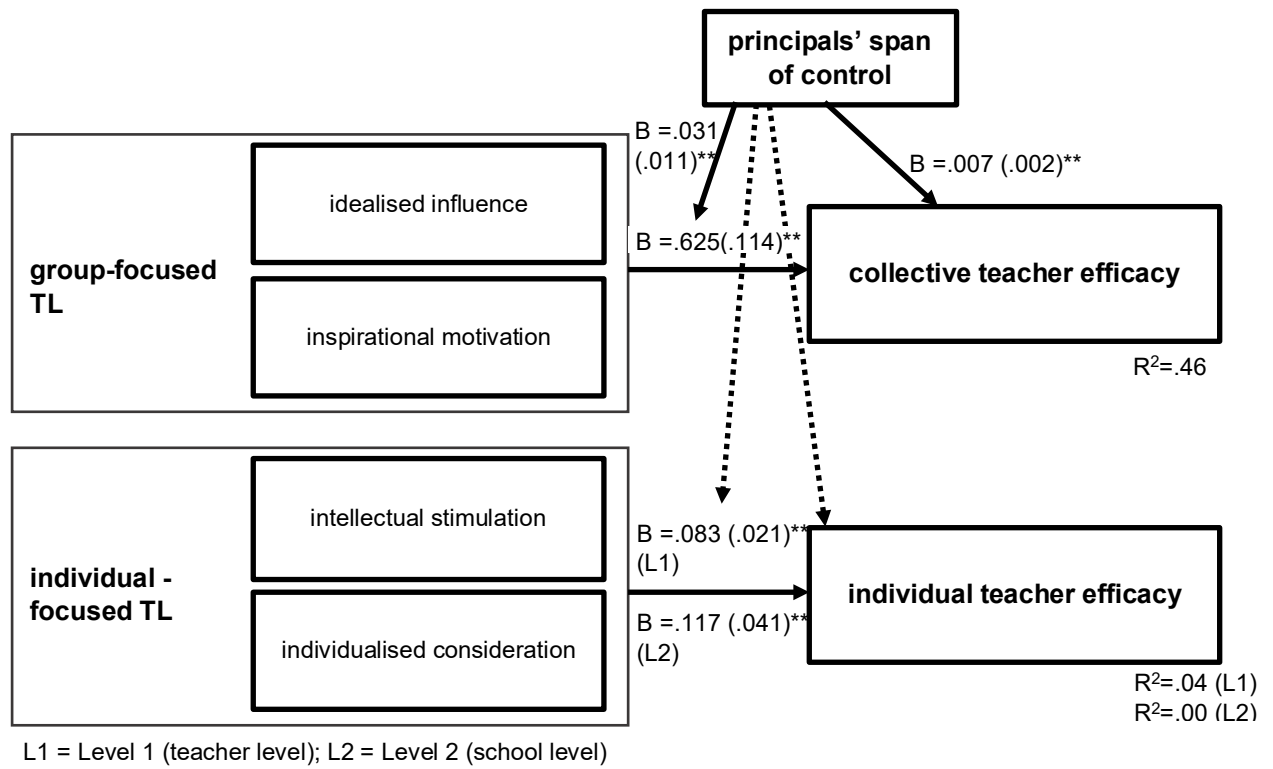 principals’ span
of control
B =.031
(.011)**
B =.007 (.002)**
idealised influence
B =.625(.114)**
group-focused
TL
collective teacher efficacy
inspirational motivation
R²=.46
intellectual stimulation
B =.083 (.021)**
(L1)
individual -
focused TL
individual teacher efficacy
B =.117 (.041)**
(L2)
individualised consideration
R²=.04 (L1)
R²=.00 (L2)
L1 = Level 1 (teacher level); L2 = Level 2 (school level)